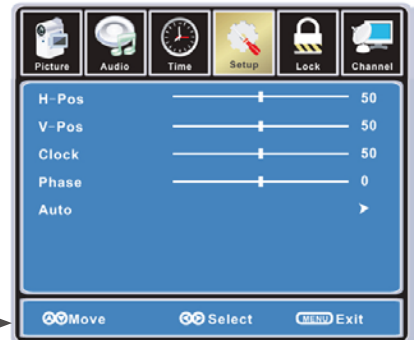 Picture Audio Time Setup Lock Channel
H-Pos 50
V-Pos 50
Clock 50
Phase 0
Auto
Move Select MENU Exit